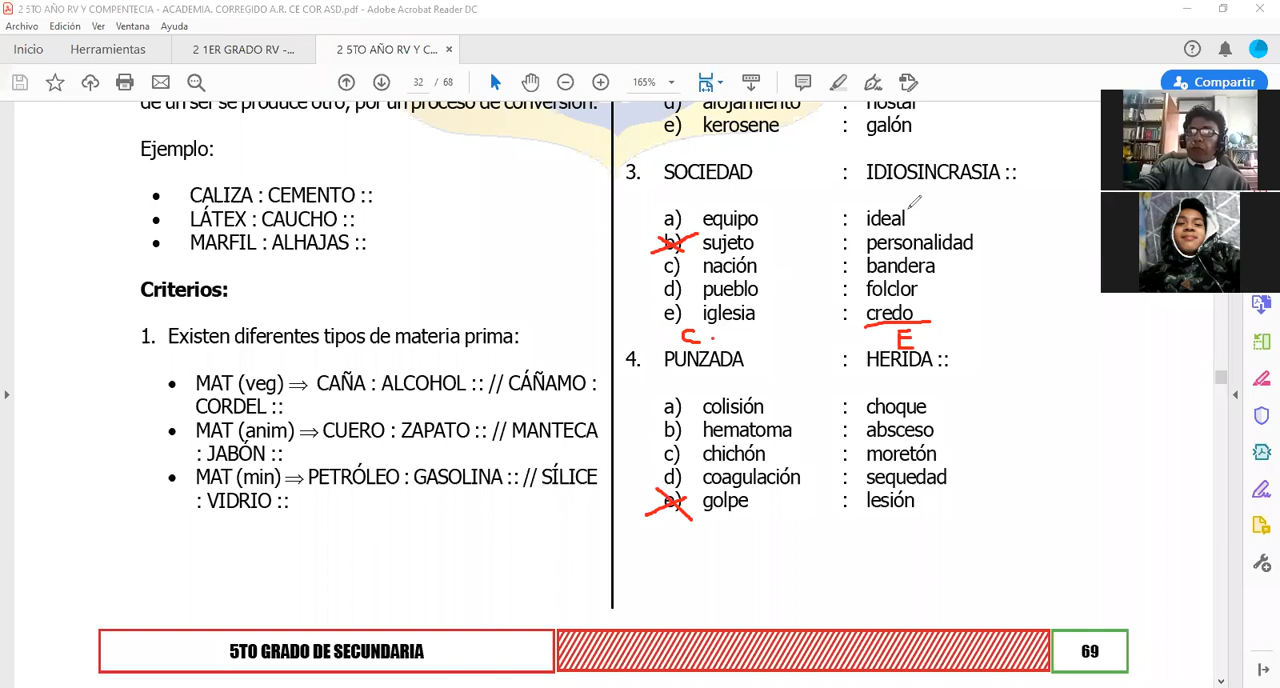 2 5TO AÑO RV Y COMPENTECIA - ACADEMIA. CORREGIDO A.R. CE COR ASD.pdf - Adobe Acrobat Reader DC
Archivo Edición Ver Ventana Ayuda
Inicio Herramientas 2 1ER GRADO RV -... 2 5TO AÑO RV Y C... ×
32 / 68 165% Compartir
de un ser se produce otro, por un proceso de conversión.
Ejemplo:
• CALIZA : CEMENTO ::
• LÁTEX : CAUCHO ::
• MARFIL : ALHAJAS ::
Criterios:
1. Existen diferentes tipos de materia prima:
• MAT (veg) ⇒ CAÑA : ALCOHOL :: // CÁÑAMO :
CORDEL ::
• MAT (anim) ⇒ CUERO : ZAPATO :: // MANTECA
: JABÓN ::
• MAT (min) ⇒ PETRÓLEO : GASOLINA :: // SÍLICE
: VIDRIO ::
d) alojamiento : hostal
e) kerosene : galón
3. SOCIEDAD : IDIOSINCRASIA ::
a) equipo : ideal
b) sujeto : personalidad
c) nación : bandera
d) pueblo : folclor
e) iglesia : credo
C . E
4. PUNZADA : HERIDA ::
a) colisión : choque
b) hematoma : absceso
c) chichón : moretón
d) coagulación : sequedad
e) golpe : lesión
5TO GRADO DE SECUNDARIA 69